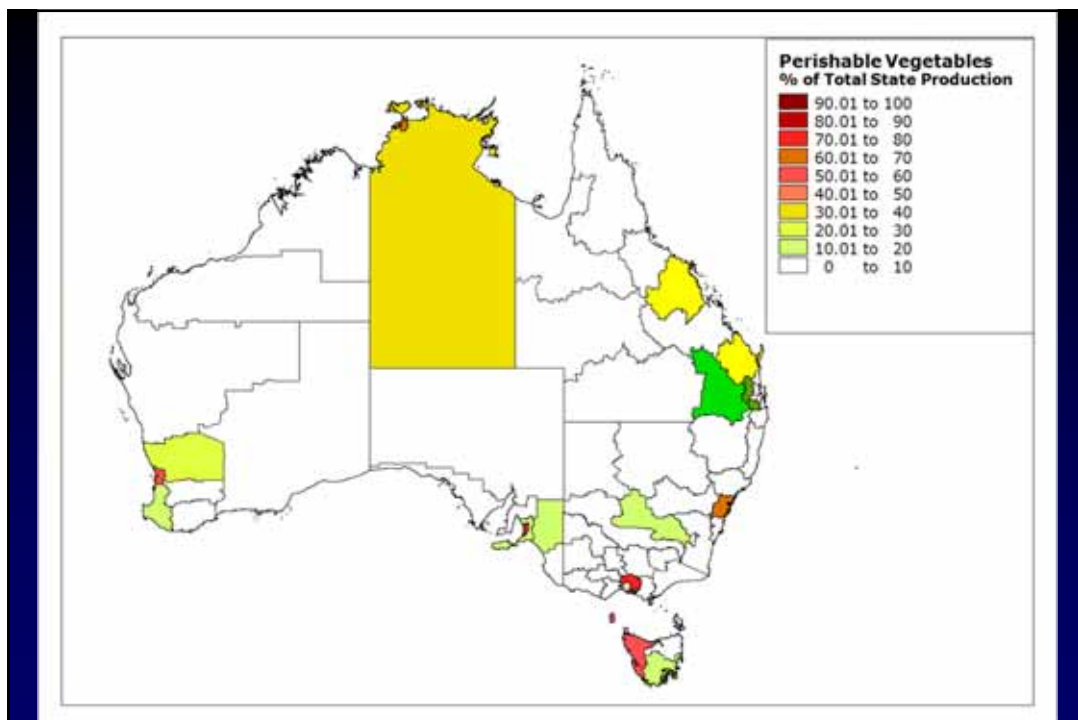 Perishable Vegetables
% of Total State Production
90.01 to 100
80.01 to 90
70.01 to 80
60.01 to 70
50.01 to 60
40.01 to 50
30.01 to 40
20.01 to 30
10.01 to 20
0 to 10